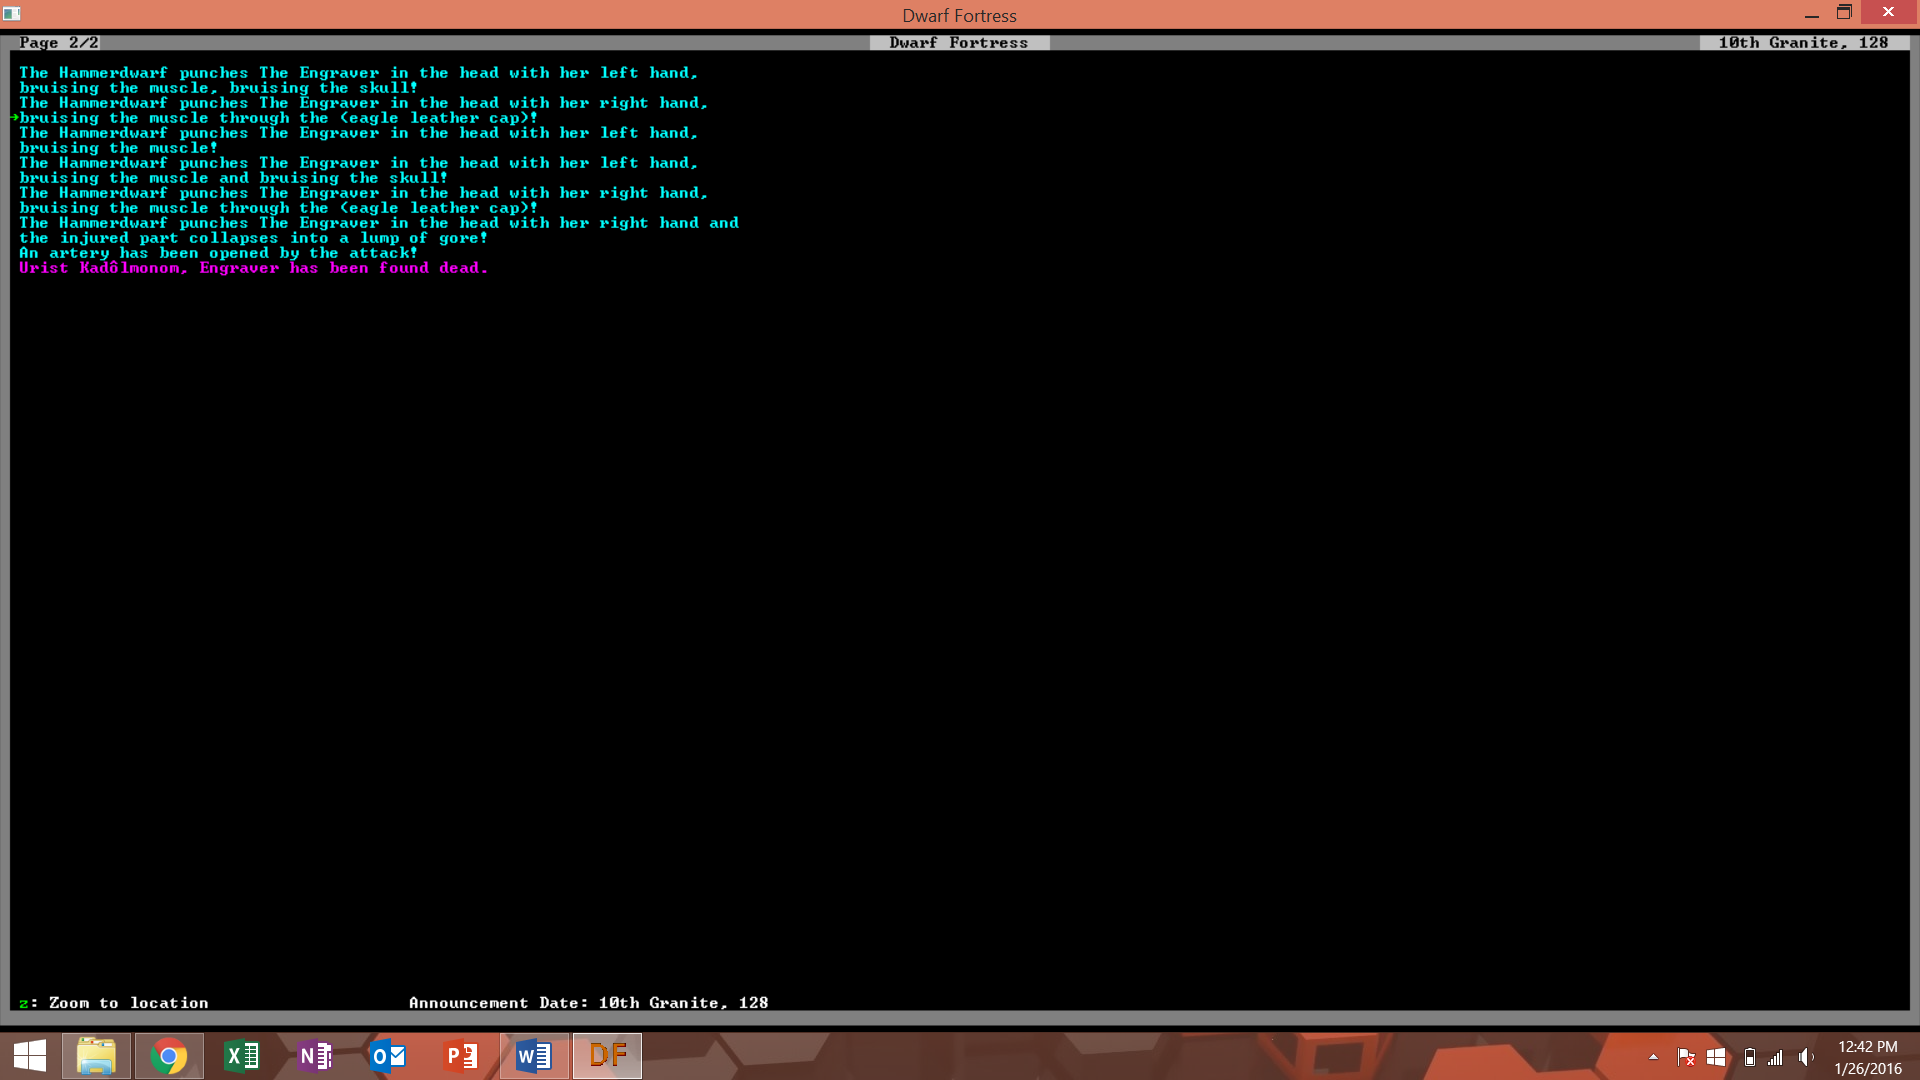 Dwarf Fortress
Page 2/2 Dwarf Fortress 10th Granite, 128
The Hammerdwarf punches The Engraver in the head with her left hand,
bruising the muscle, bruising the skull!
The Hammerdwarf punches The Engraver in the head with her right hand,
bruising the muscle through the (eagle leather cap)!
The Hammerdwarf punches The Engraver in the head with her left hand,
bruising the muscle!
The Hammerdwarf punches The Engraver in the head with her left hand,
bruising the muscle and bruising the skull!
The Hammerdwarf punches The Engraver in the head with her right hand,
bruising the muscle through the (eagle leather cap)!
The Hammerdwarf punches The Engraver in the head with her right hand and
the injured part collapses into a lump of gore!
An artery has been opened by the attack!
Urist Kadôlmonom, Engraver has been found dead.
z: Zoom to location Announcement Date: 10th Granite, 128
X N O P W DF
12:42 PM
1/26/2016